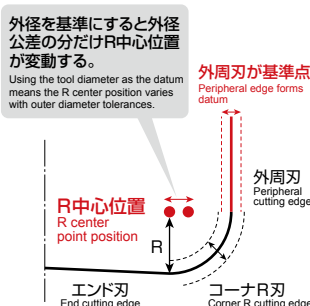 外径を基準にすると外径
公差の分だけR中心位置
が変動する。
Using the tool diameter as the datum
means the R center position varies
with outer diameter tolerances.
外周刃が基準点
Peripheral edge forms
datum
外周刃
Peripheral
cutting edge
R中心位置
R center
point position
R
エンド刃
End cutting edge
コーナR刃
Corner R cutting edge